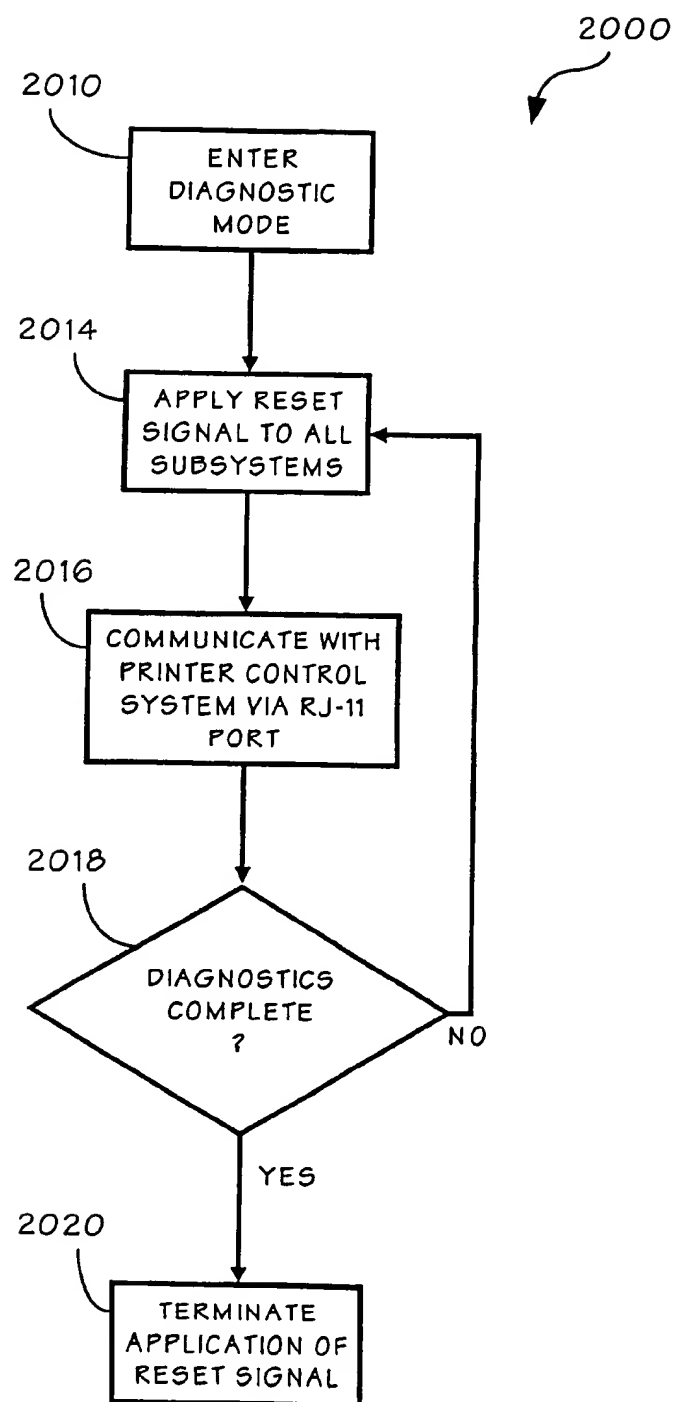 2000
2010
ENTER
DIAGNOSTIC
MODE
2014
APPLY RESET
SIGNAL TO ALL
SUBSYSTEMS
2016
COMMUNICATE WITH
PRINTER CONTROL
SYSTEM VIA RJ-11
PORT
2018
DIAGNOSTICS
COMPLETE
?
NO
YES
2020
TERMINATE
APPLICATION OF
RESET SIGNAL